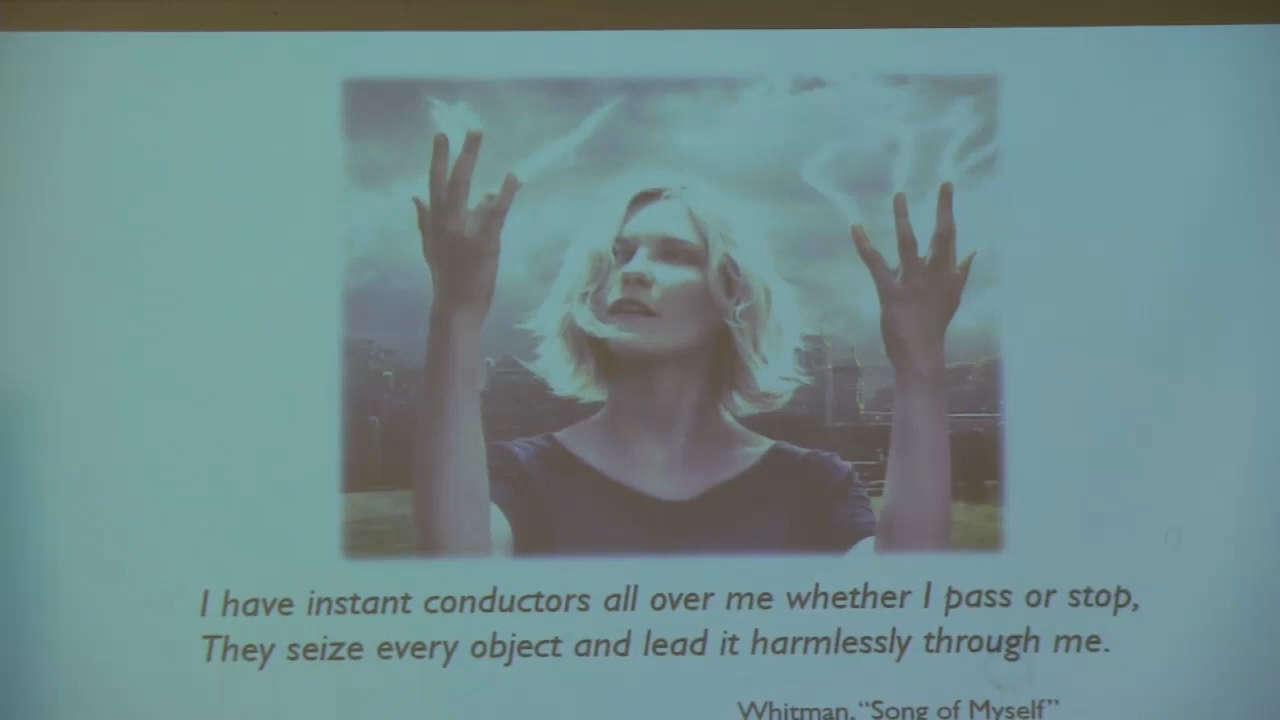 I have instant conductors all over me whether I pass or stop,
They seize every object and lead it harmlessly through me.
Whitman, “Song of Myself”